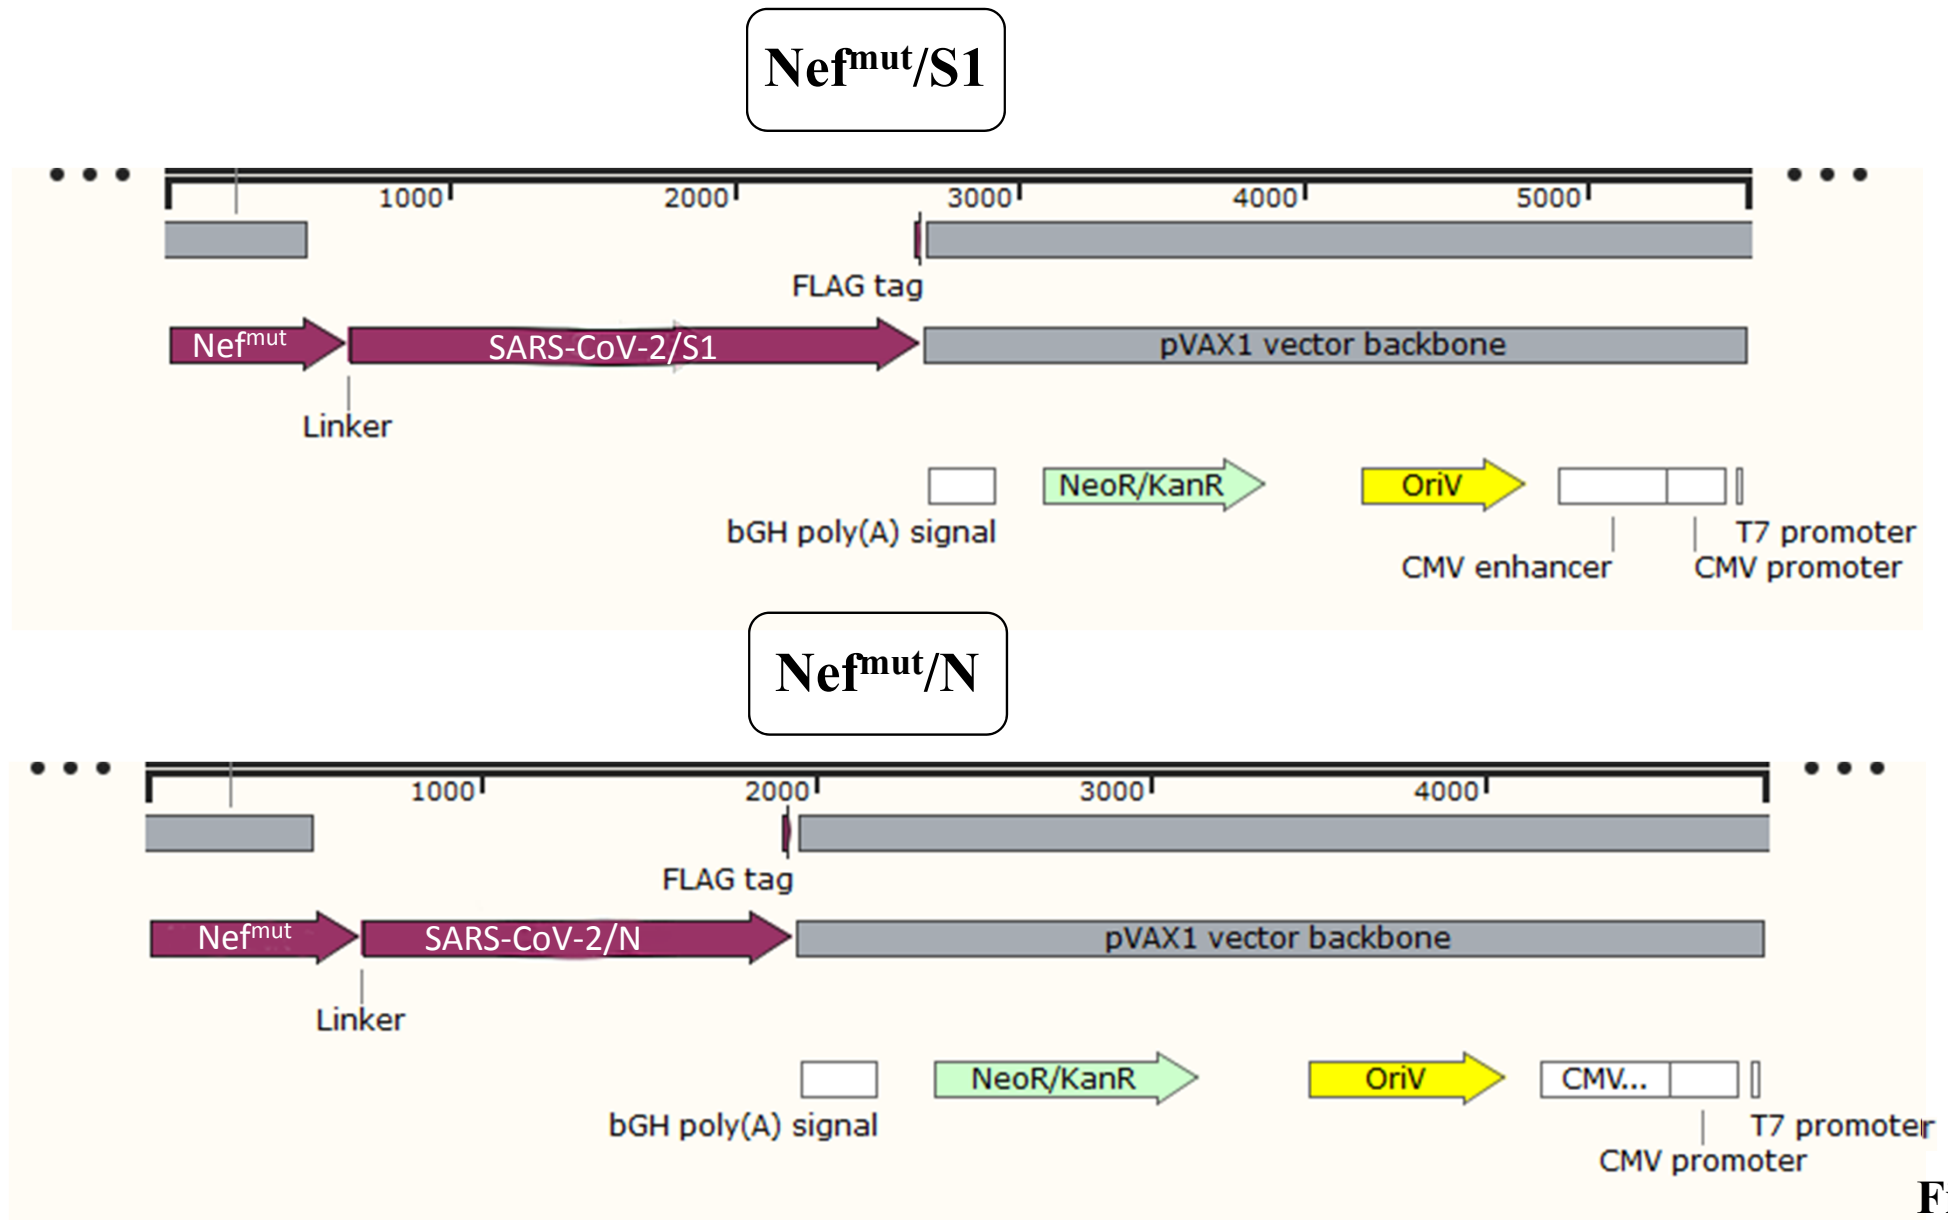 Nefmut/S1
1000 2000 3000 4000 5000
FLAG tag
Nefmut SARS-CoV-2/S1 pVAX1 vector backbone
Linker
NeoR/KanR OriV
bGH poly(A) signal T7 promoter
CMV enhancer CMV promoter
Nefmut/N
1000 2000 3000 4000
FLAG tag
Nefmut SARS-CoV-2/N pVAX1 vector backbone
Linker
NeoR/KanR OriV CMV...
bGH poly(A) signal T7 promoter
CMV promoter